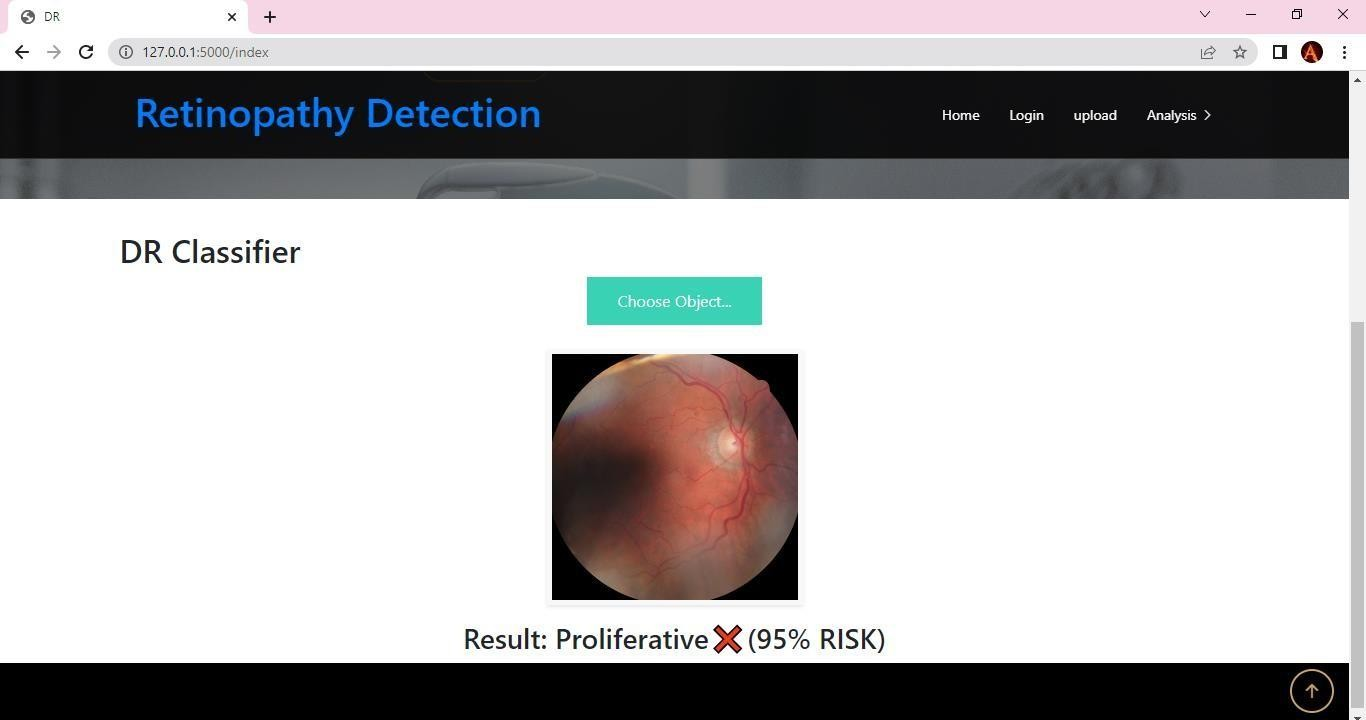 DR
127.0.0.1:5000/index
Retinopathy Detection
Home Login upload Analysis
DR Classifier
Choose Object...
Result: Proliferative❌(95% RISK)